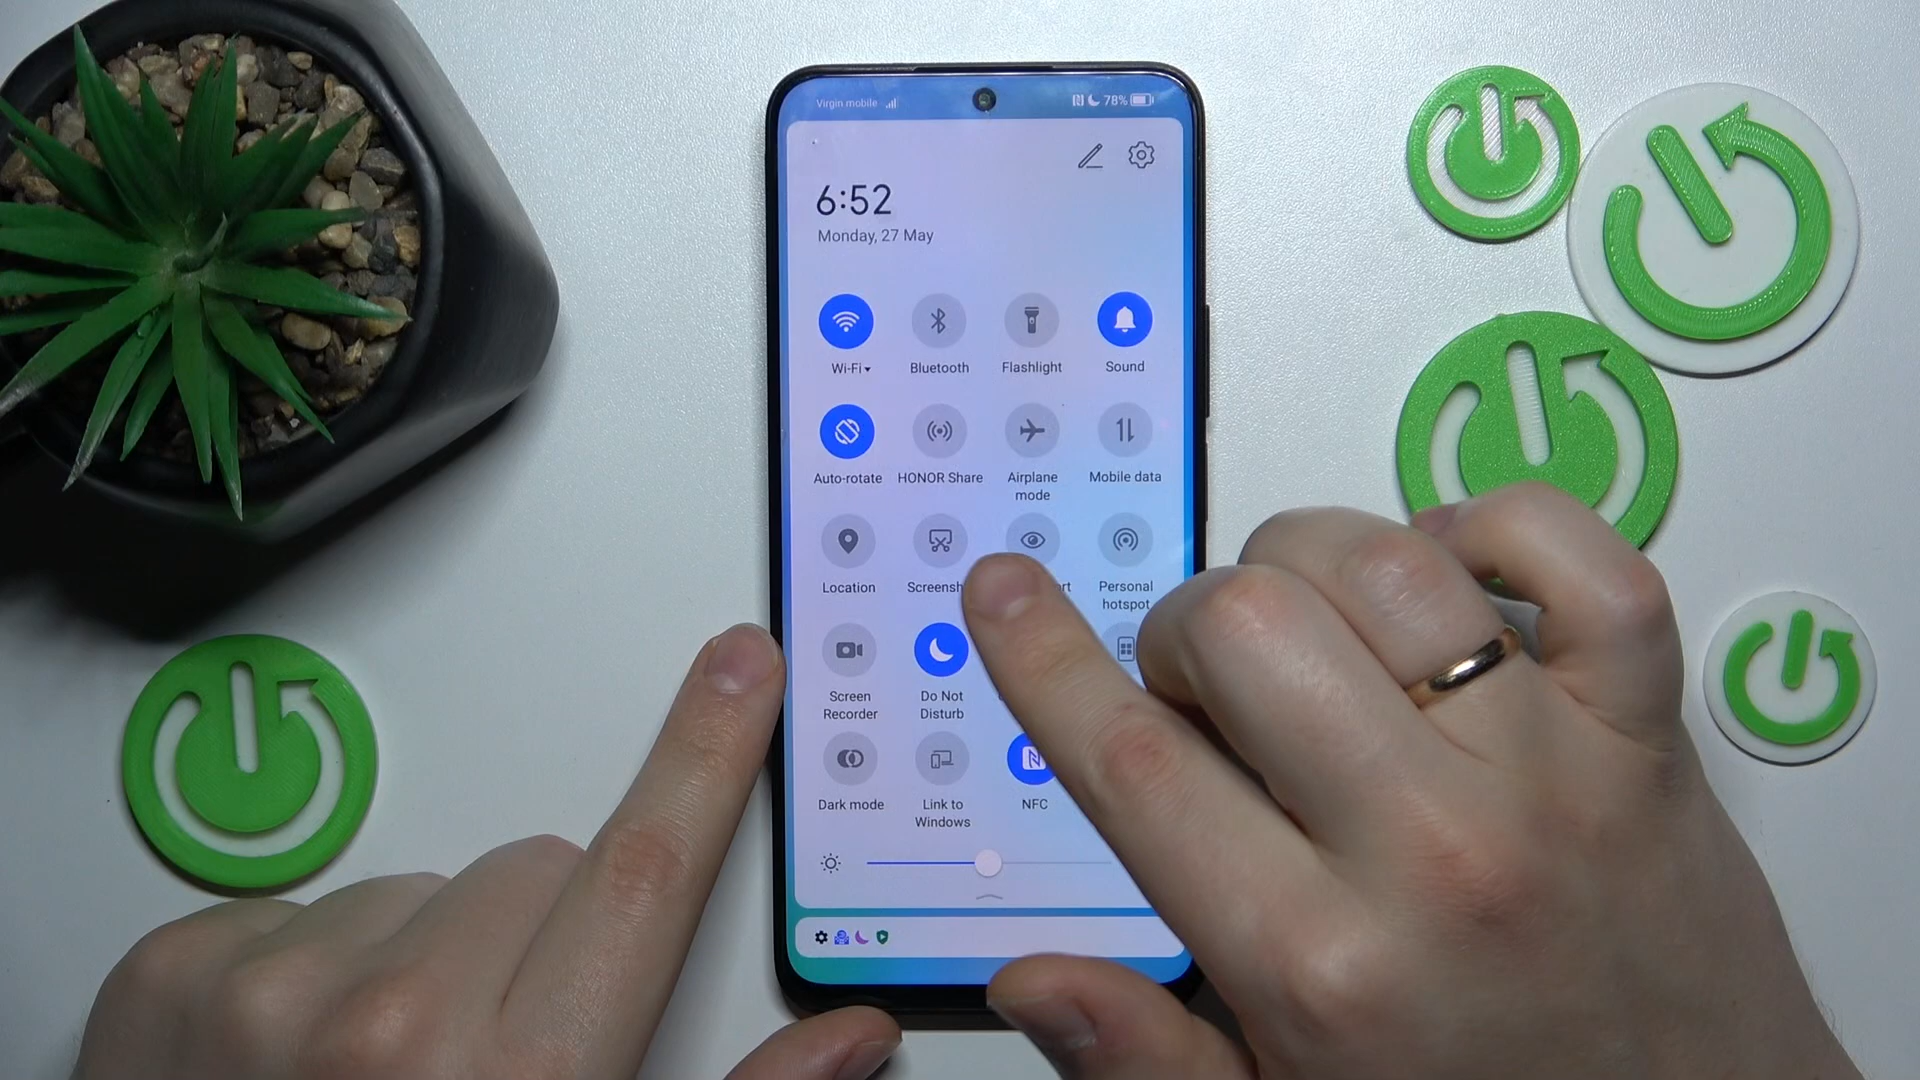 Virgin mobile 78%
6:52
Monday, 27 May
Wi-Fi Bluetooth Flashlight Sound
Auto-rotate HONOR Share Airplane mode Mobile data
Location Personal hotspot
Screen Recorder Do Not Disturb
Dark mode Link to Windows NFC